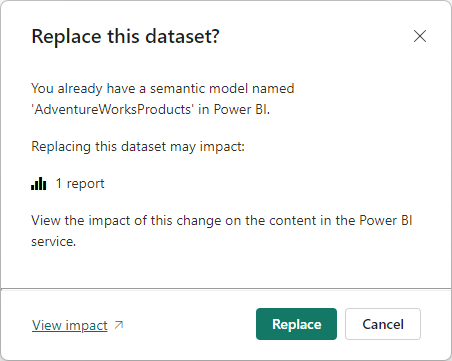 Replace this dataset?
You already have a semantic model named
'AdventureWorksProducts' in Power BI.
Replacing this dataset may impact:
1 report
View the impact of this change on the content in the Power BI
service.
View impact
Replace
Cancel